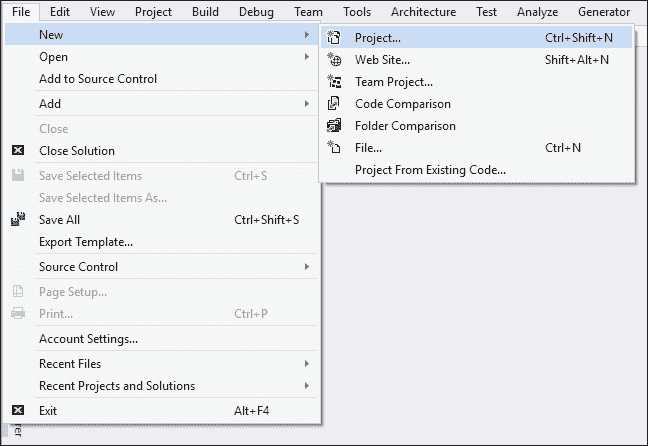 File Edit View Project Build Debug Team Tools Architecture Test Analyze Generator
New
Open
Add to Source Control
Add
Close
Close Solution
Save Selected Items Ctrl+S
Save Selected Items As...
Save All Ctrl+Shift+S
Export Template...
Source Control
Page Setup...
Print... Ctrl+P
Account Settings...
Recent Files
Recent Projects and Solutions
Exit Alt+F4
Project... Ctrl+Shift+N
Web Site... Shift+Alt+N
Team Project...
Code Comparison
Folder Comparison
File... Ctrl+N
Project From Existing Code...
rer